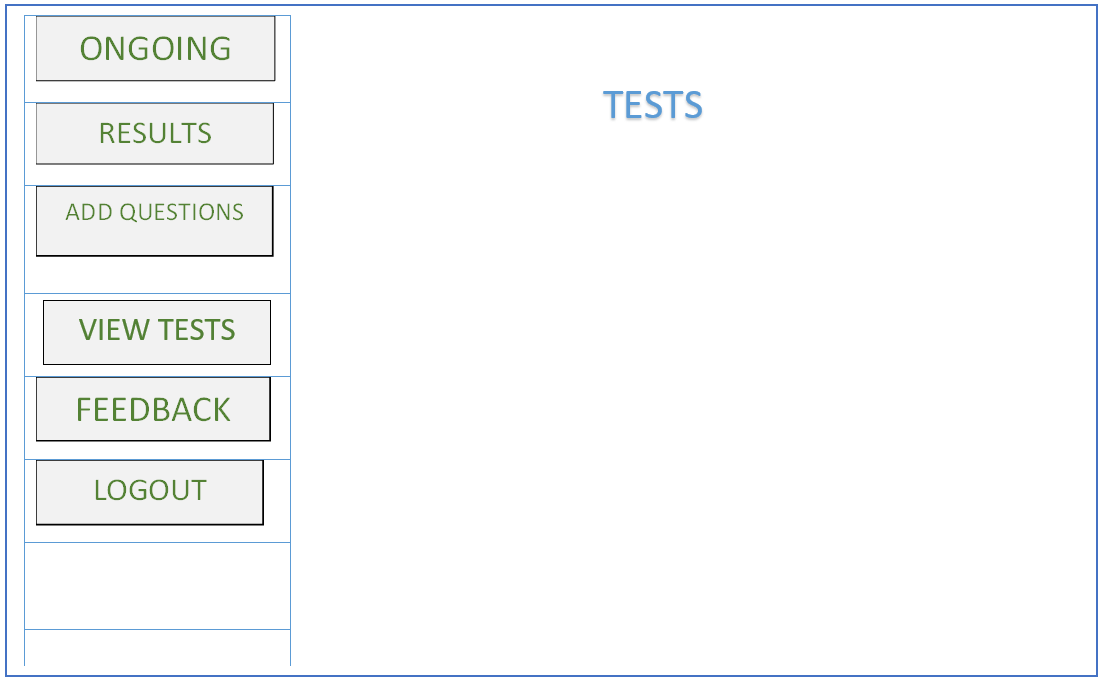 ONGOING
TESTS
RESULTS
ADD QUESTIONS
VIEW TESTS
FEEDBACK
LOGOUT